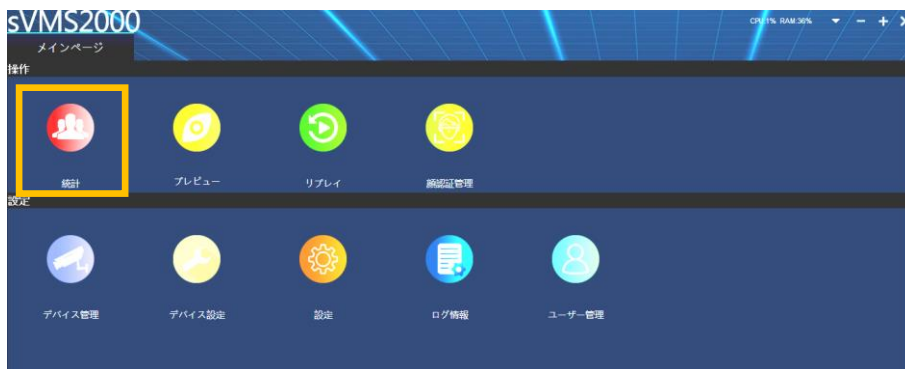 sVMS2000
CPU:1% RAM:36%
メインページ
操作
統計
プレビュー
リプレイ
顔認証管理
設定
デバイス管理
デバイス設定
設定
ログ情報
ユーザー管理